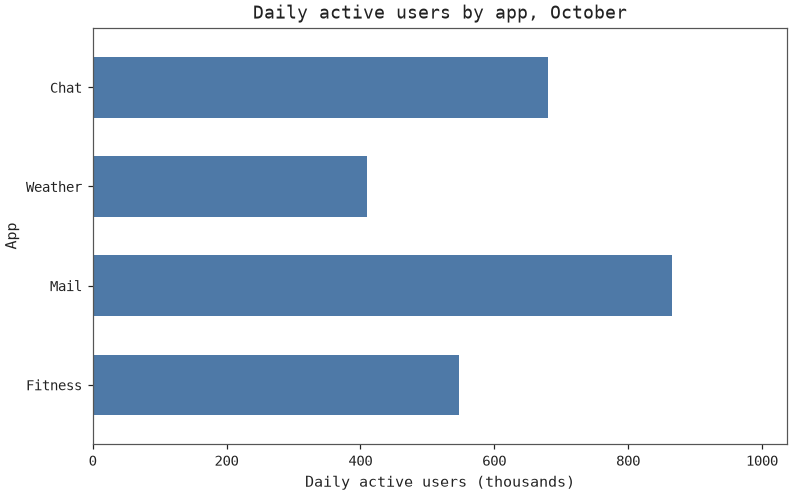 Daily active users by app, October
Chat
Weather
Mail
Fitness
App
0 200 400 600 800 1000
Daily active users (thousands)